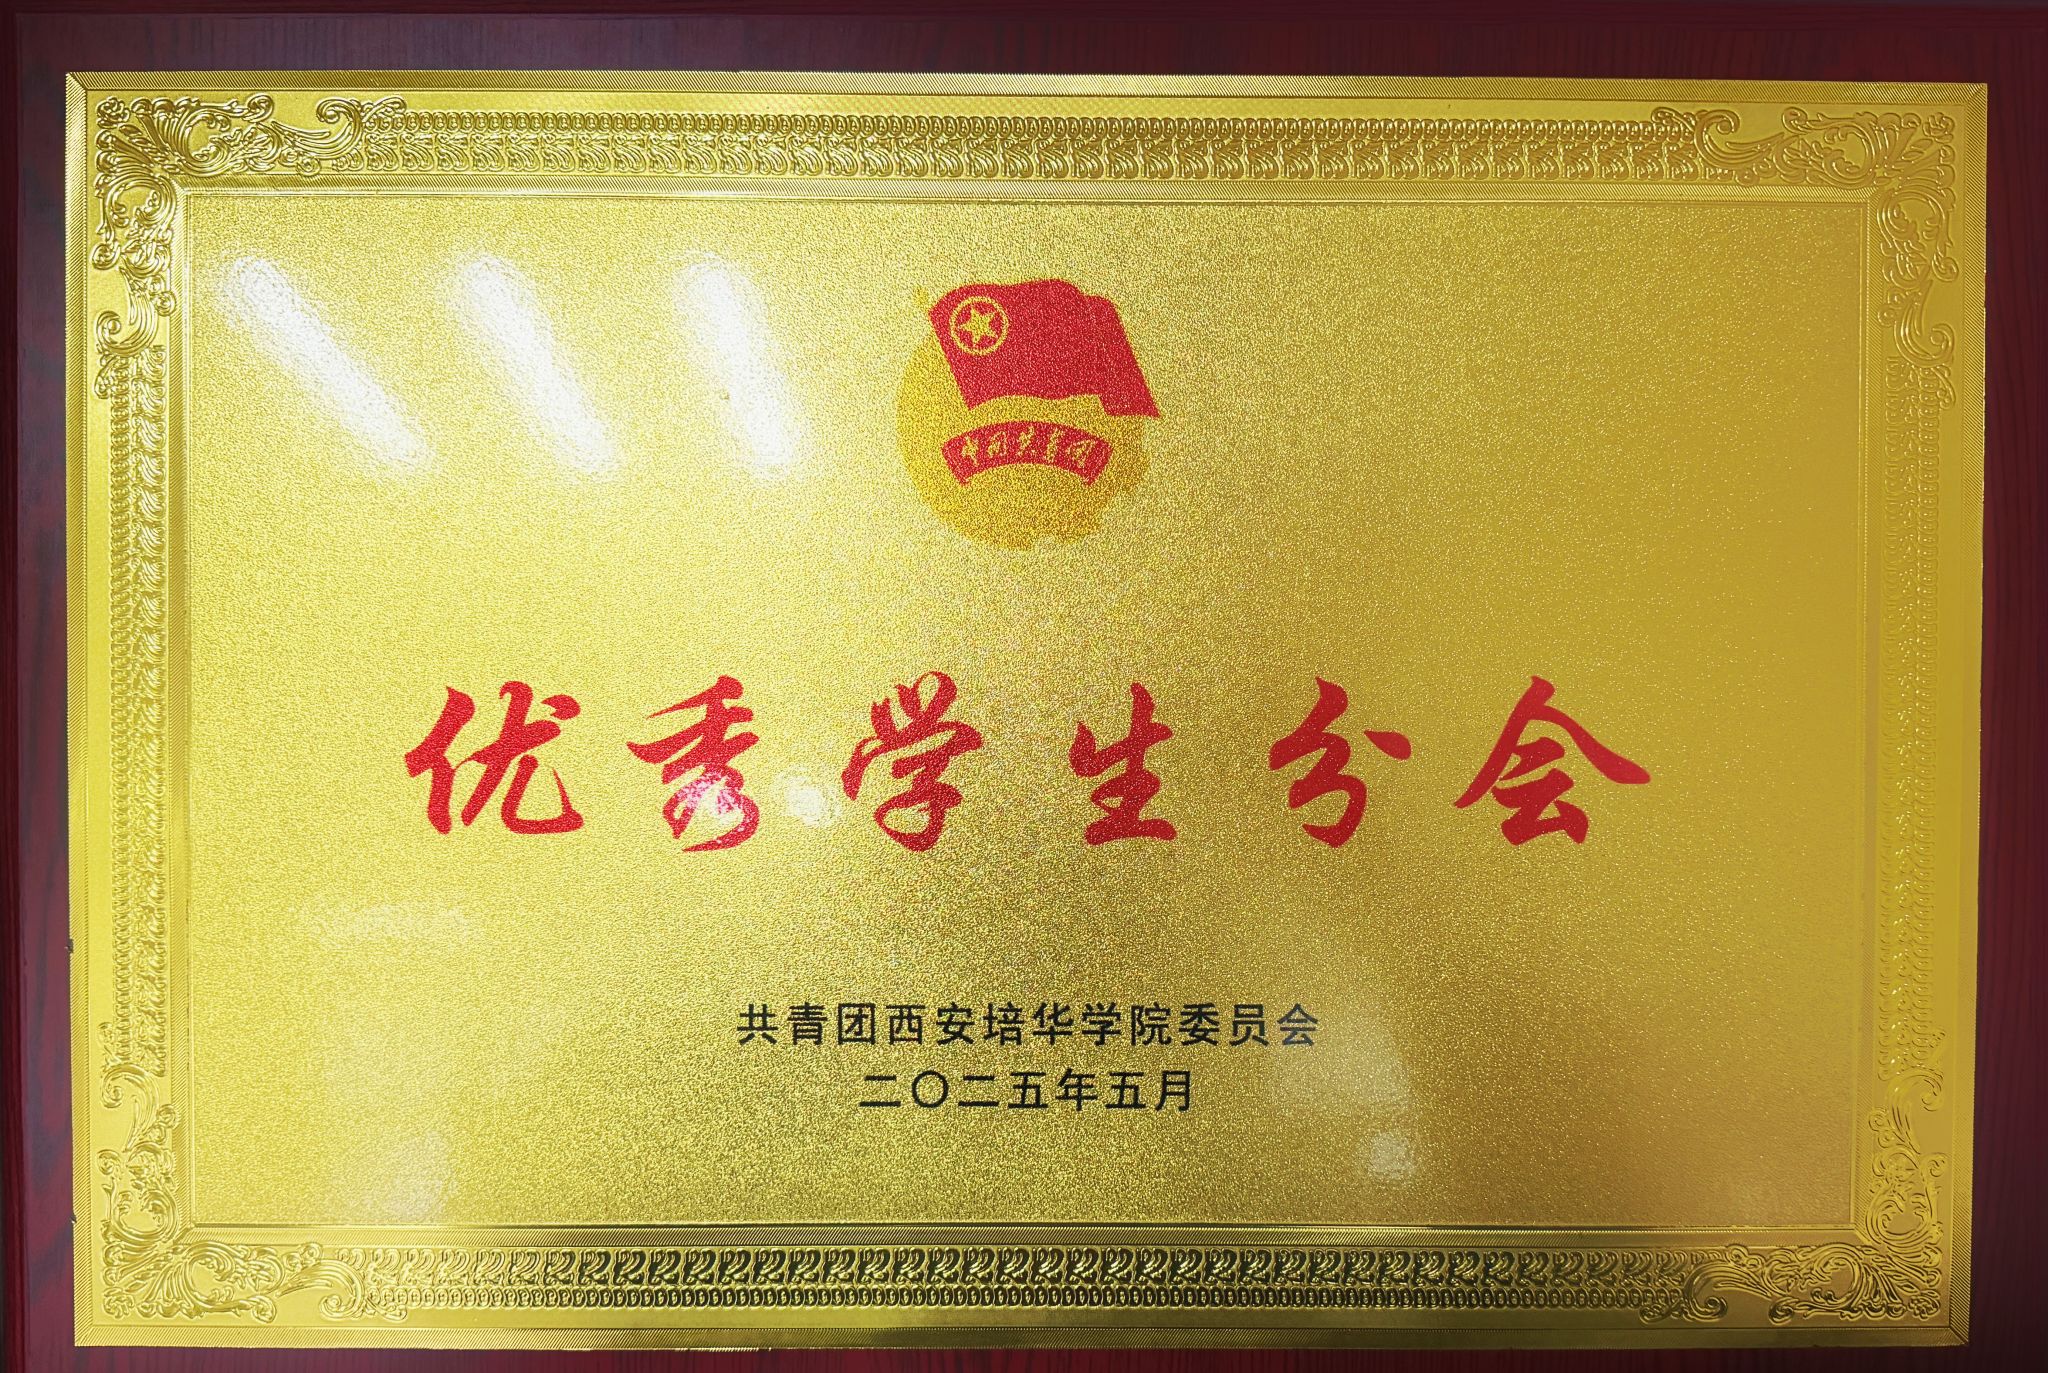 中国共青团
优秀学生分会
共青团西安培华学院委员会
二〇二五年五月